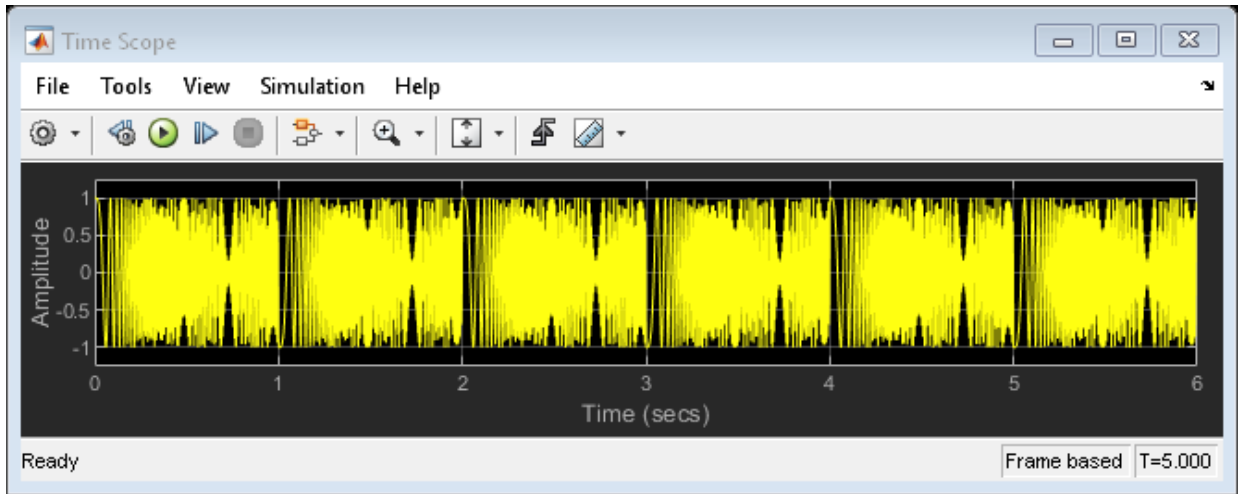 Time Scope
File Tools View Simulation Help
1
0.5
0
-0.5
-1
Amplitude
0 1 2 3 4 5 6
Time (secs)
Ready Frame based T=5.000